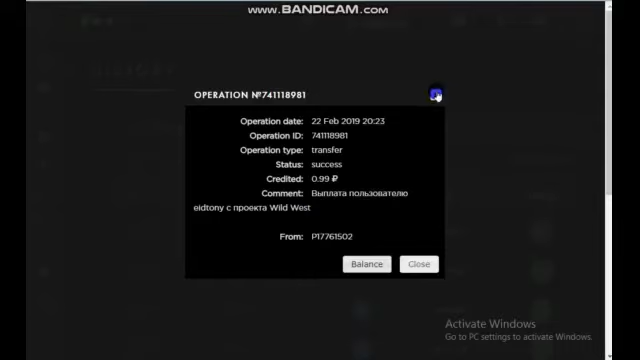 WWW.BANDICAM.COM
OPERATION №741118981
Operation date: 22 Feb 2019 20:23
Operation ID: 741118981
Operation type: transfer
Status: success
Credited: 0.99 ₽
Comment: Выплата пользователю
eidtony с проекта Wild West
From: P17761502
Balance Close
Activate Windows
Go to PC settings to activate Windows.